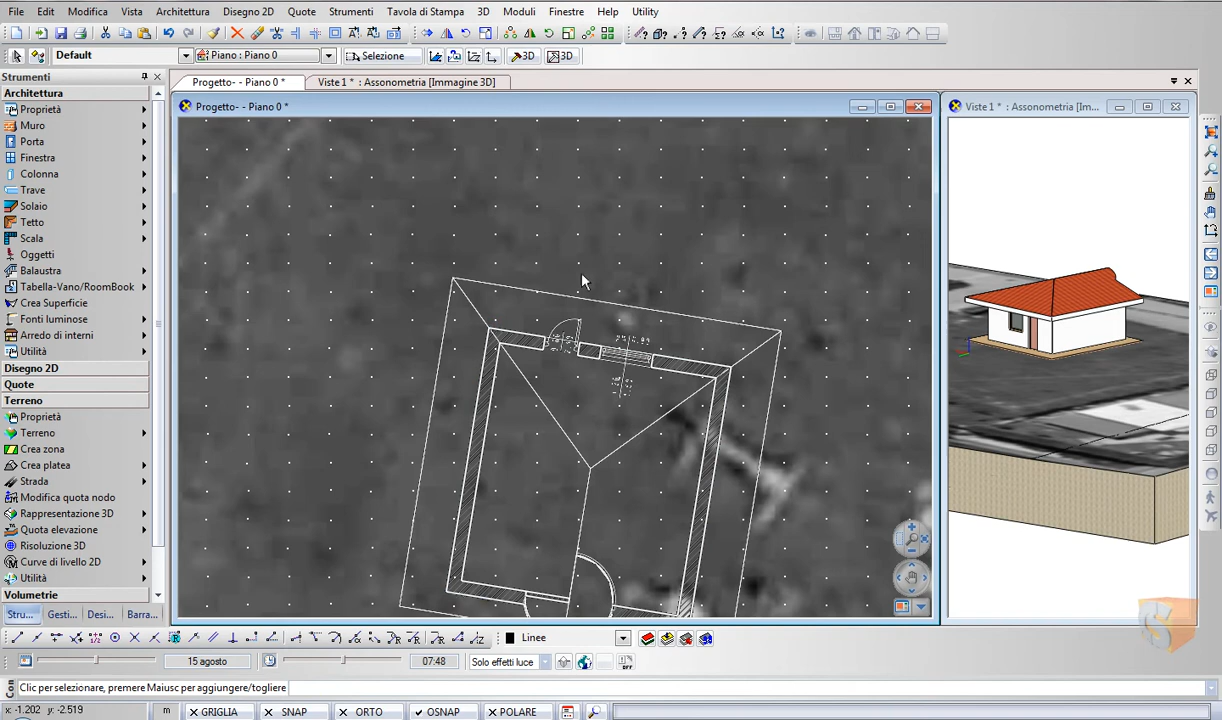 File Edit Modifica Vista Architettura Disegno 2D Quote Strumenti Tavola di Stampa 3D Moduli Finestre Help Utility
Default Piano : Piano 0 Selezione 3D 3D
Strumenti
Progetto- - Piano 0 * Viste 1 * : Assonometria [Immagine 3D]
Progetto- - Piano 0 * Viste 1 * : Assonometria [Im...
Architettura
Proprietà
Muro
Porta
Finestra
Colonna
Trave
Solaio
Tetto
Scala
Oggetti
Balaustra
Tabella-Vano/RoomBook
Crea Superficie
Fonti luminose
Arredo di interni
Utilità
Disegno 2D
Quote
Terreno
Proprietà
Terreno
Crea zona
Crea platea
Strada
Modifica quota nodo
Rappresentazione 3D
Quota elevazione
Risoluzione 3D
Curve di livello 2D
Utilità
Volumetrie
Stru... Gesti... Desi... Barra...
Linee
15 agosto 07:48 Solo effetti luce OFF
Con Clic per selezionare, premere Maiusc per aggiungere/togliere
x: -1.202 y: -2.519 m GRIGLIA SNAP ORTO OSNAP POLARE